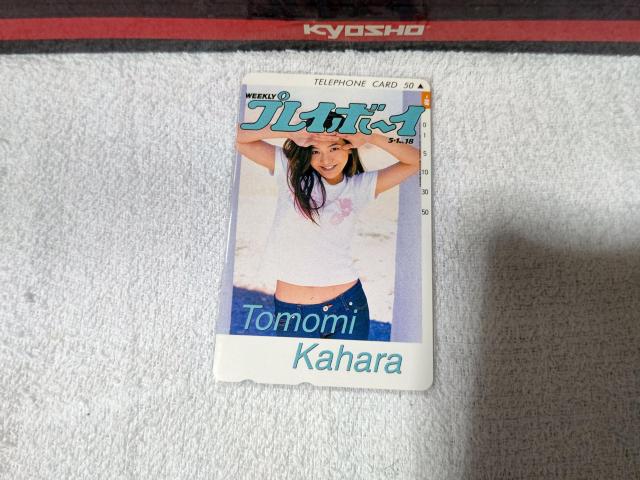 KYOSHO
TELEPHONE CARD 50 ▲
WEEKLY
プレイボーイ
5-1No.18
0
1
5
10
30
50
Tomomi
Kahara